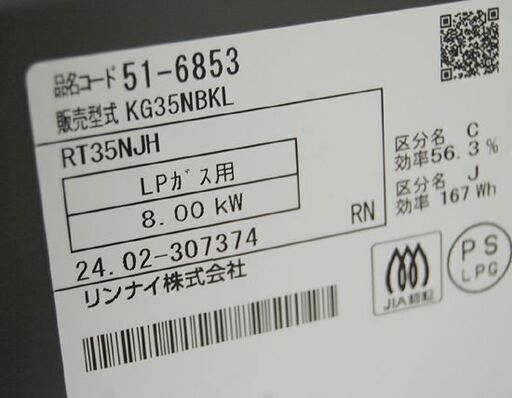 品名コード 51-6853
販売型式 KG35NBKL
RT35NJH
LPガス用
8.00 kW
RN
24.02-307374
リンナイ株式会社
区分名 C
効率56.3%
区分名 J
効率 167 Wh
JIA認証
PS
LPG